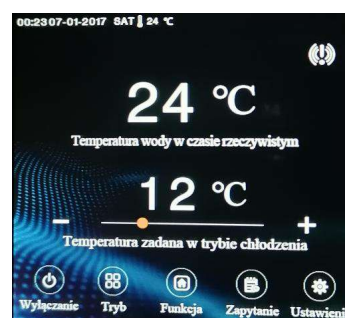 00:23 07-01-2017 SAT 24 ℃
24 ℃
Temperatura wody w czasie rzeczywistym
12 ℃
− +
Temperatura zadana w trybie chłodzenia
Wyłączanie Tryb Funkcja Zapytanie Ustawieni